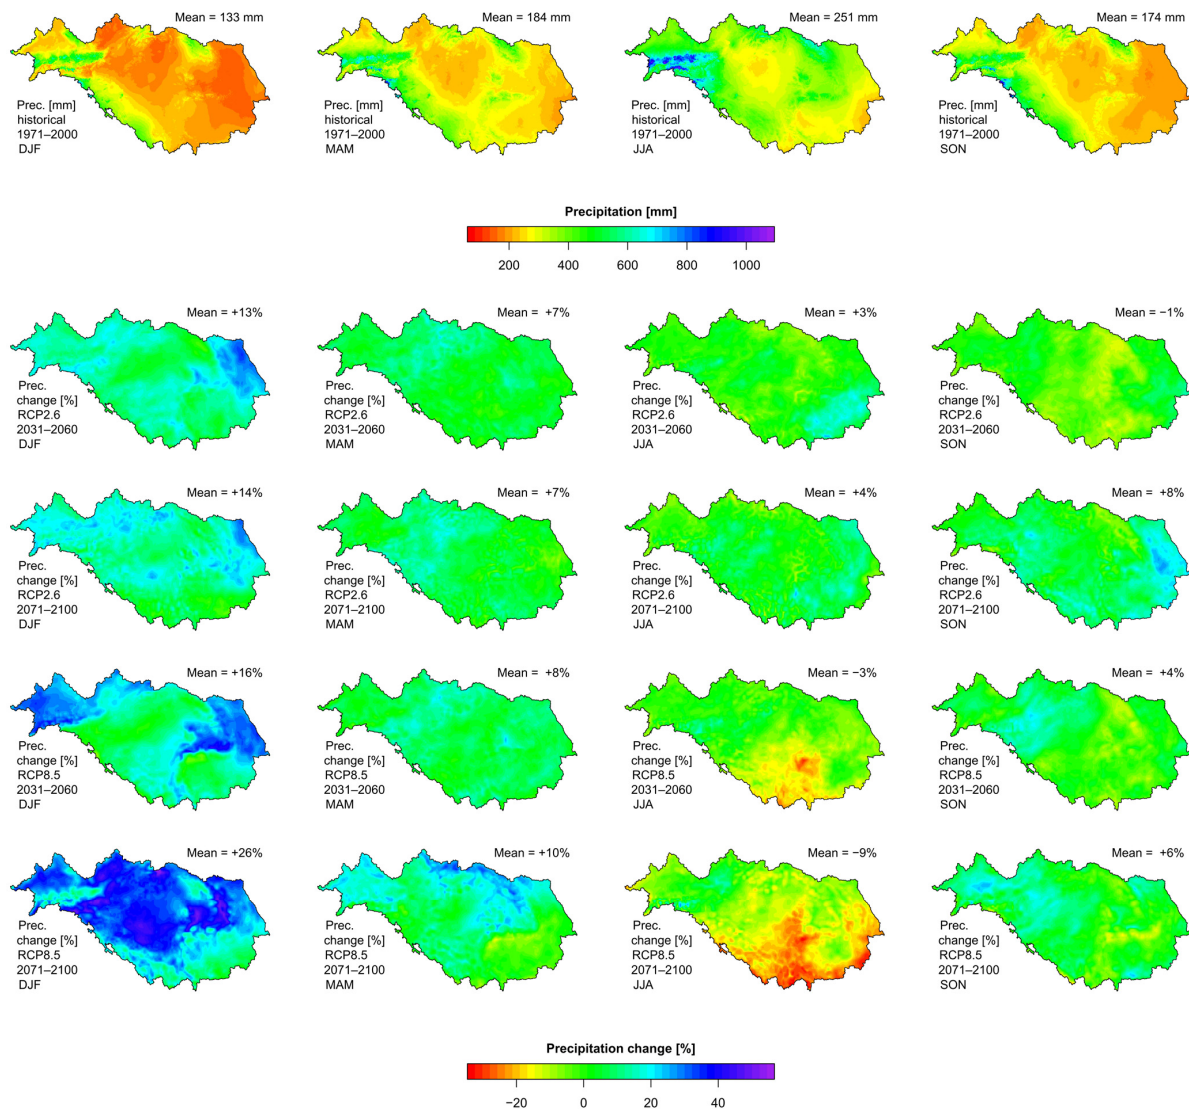 Mean = 133 mm
Prec. [mm]
historical
1971–2000
DJF
Mean = 184 mm
Prec. [mm]
historical
1971–2000
MAM
Mean = 251 mm
Prec. [mm]
historical
1971–2000
JJA
Mean = 174 mm
Prec. [mm]
historical
1971–2000
SON
Precipitation [mm]
200 400 600 800 1000
Mean = +13%
Prec.
change [%]
RCP2.6
2031–2060
DJF
Mean = +7%
Prec.
change [%]
RCP2.6
2031–2060
MAM
Mean = +3%
Prec.
change [%]
RCP2.6
2031–2060
JJA
Mean = −1%
Prec.
change [%]
RCP2.6
2031–2060
SON
Mean = +14%
Prec.
change [%]
RCP2.6
2071–2100
DJF
Mean = +7%
Prec.
change [%]
RCP2.6
2071–2100
MAM
Mean = +4%
Prec.
change [%]
RCP2.6
2071–2100
JJA
Mean = +8%
Prec.
change [%]
RCP2.6
2071–2100
SON
Mean = +16%
Prec.
change [%]
RCP8.5
2031–2060
DJF
Mean = +8%
Prec.
change [%]
RCP8.5
2031–2060
MAM
Mean = −3%
Prec.
change [%]
RCP8.5
2031–2060
JJA
Mean = +4%
Prec.
change [%]
RCP8.5
2031–2060
SON
Mean = +26%
Prec.
change [%]
RCP8.5
2071–2100
DJF
Mean = +10%
Prec.
change [%]
RCP8.5
2071–2100
MAM
Mean = −9%
Prec.
change [%]
RCP8.5
2071–2100
JJA
Mean = +6%
Prec.
change [%]
RCP8.5
2071–2100
SON
Precipitation change [%]
−20 0 20 40